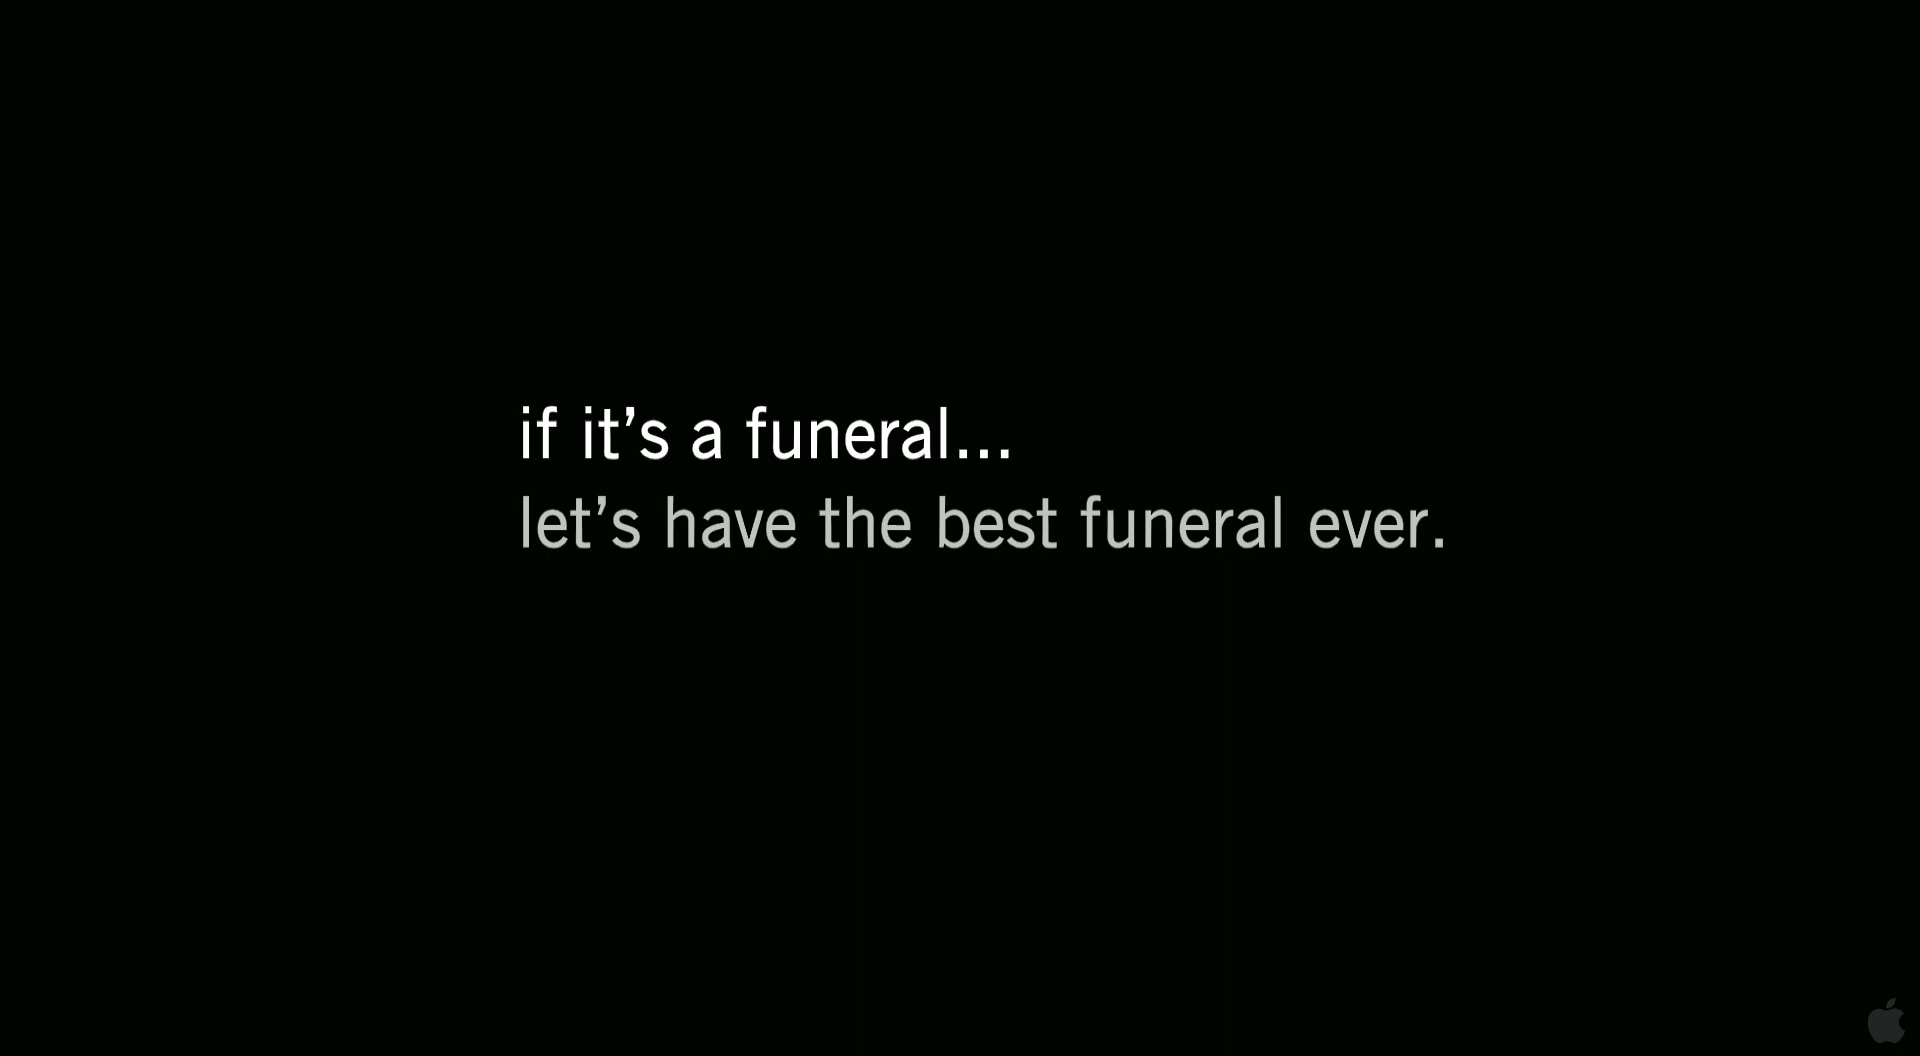 if it’s a funeral...
let’s have the best funeral ever.